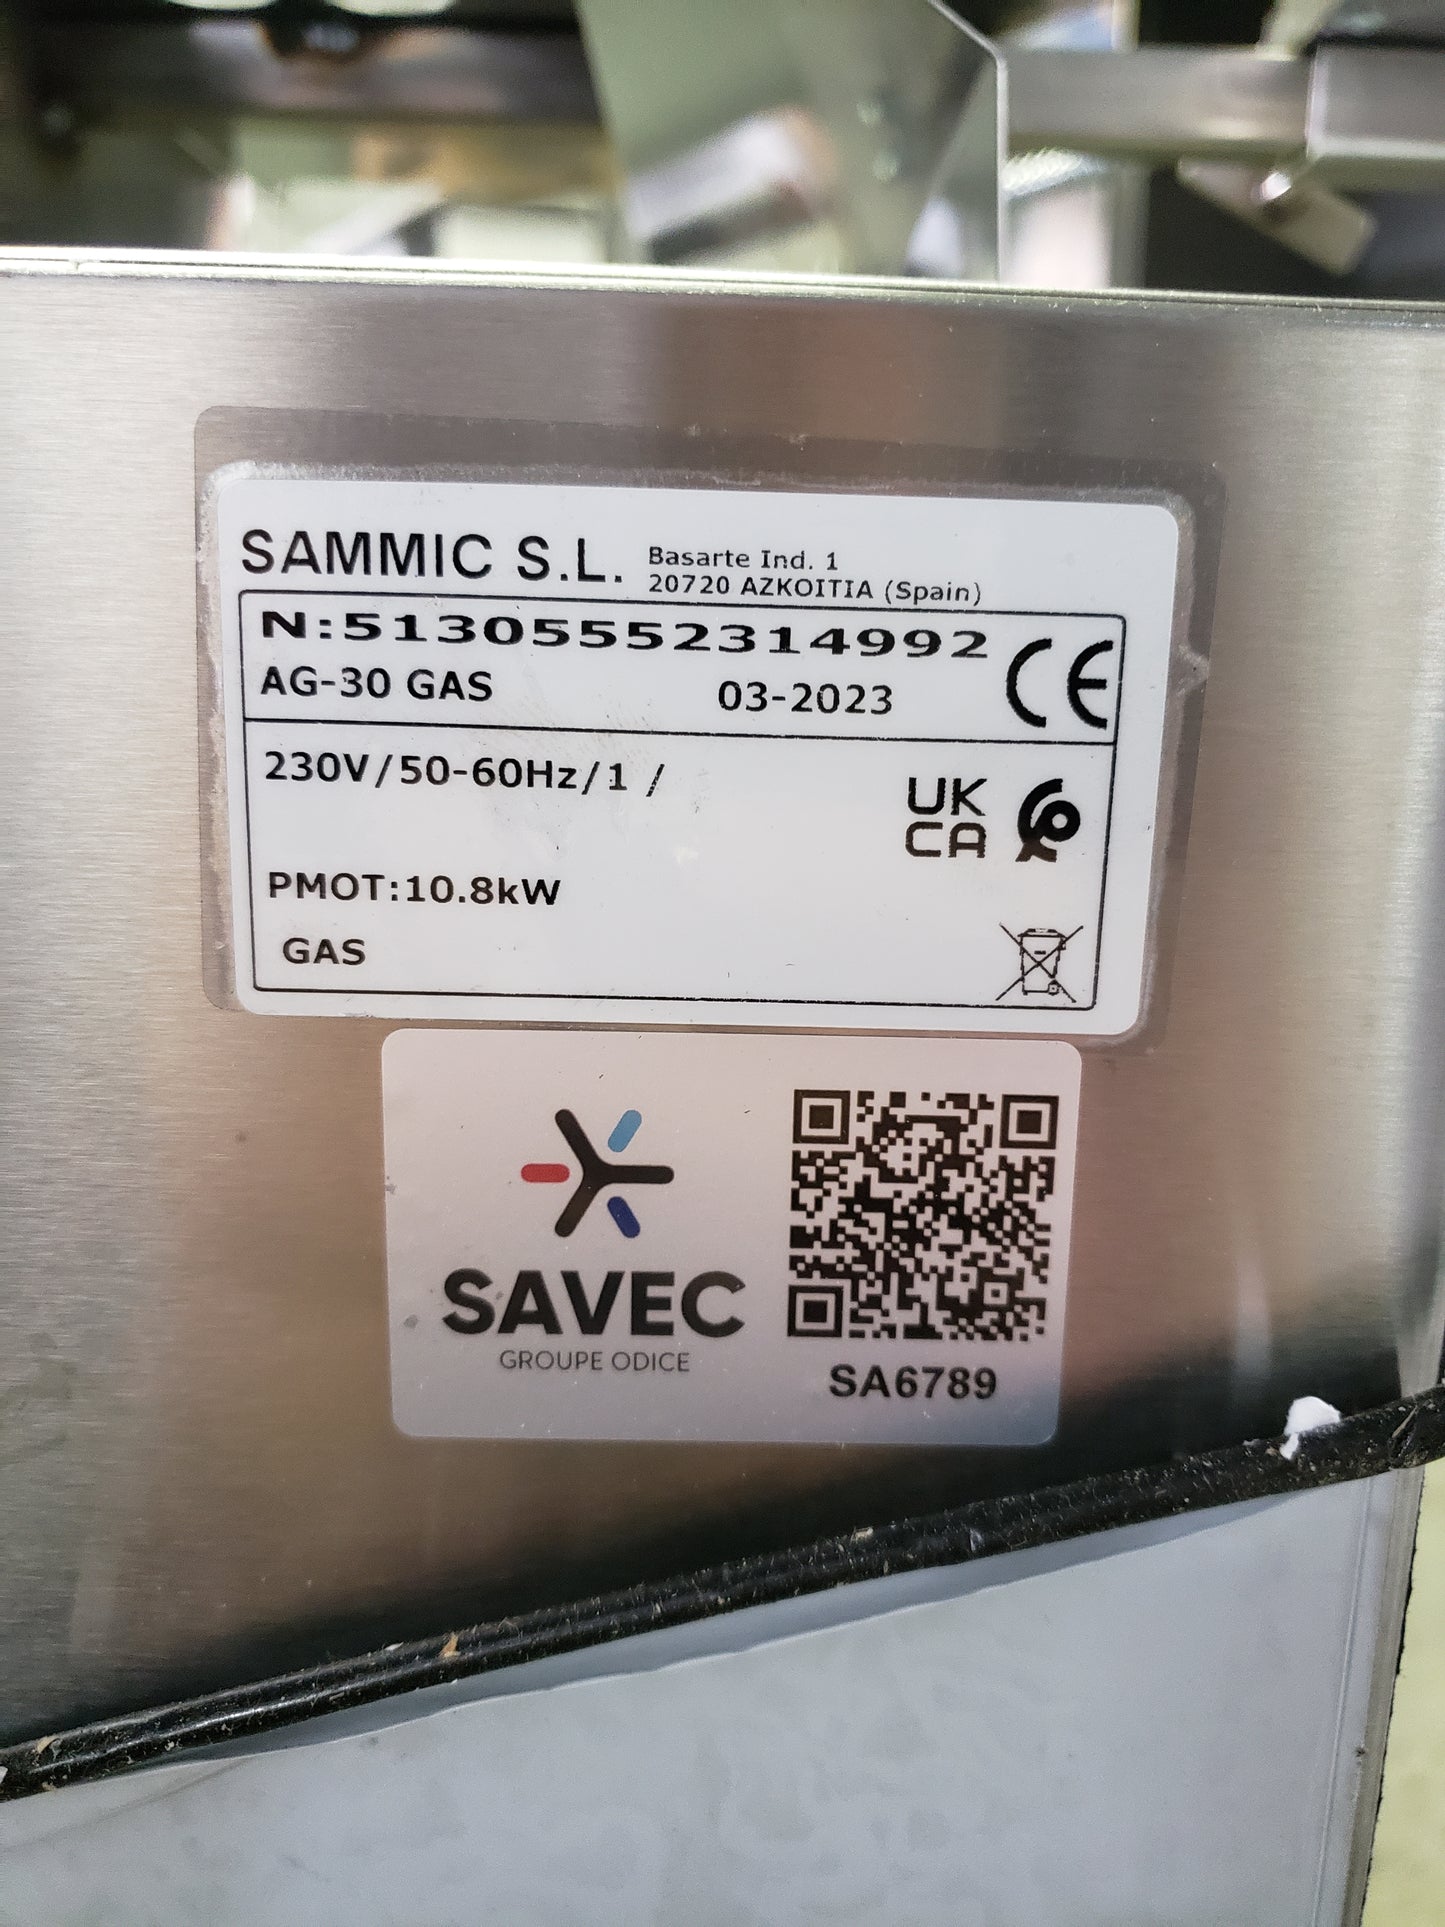 SAMMIC S.L.
Basarte Ind. 1
20720 AZKOITIA (Spain)
N:51305552314992
CE
AG-30 GAS 03-2023
230V/50-60Hz/1 /
UK
CA
PMOT:10.8kW
GAS
SAVEC
GROUPE ODICE
SA6789